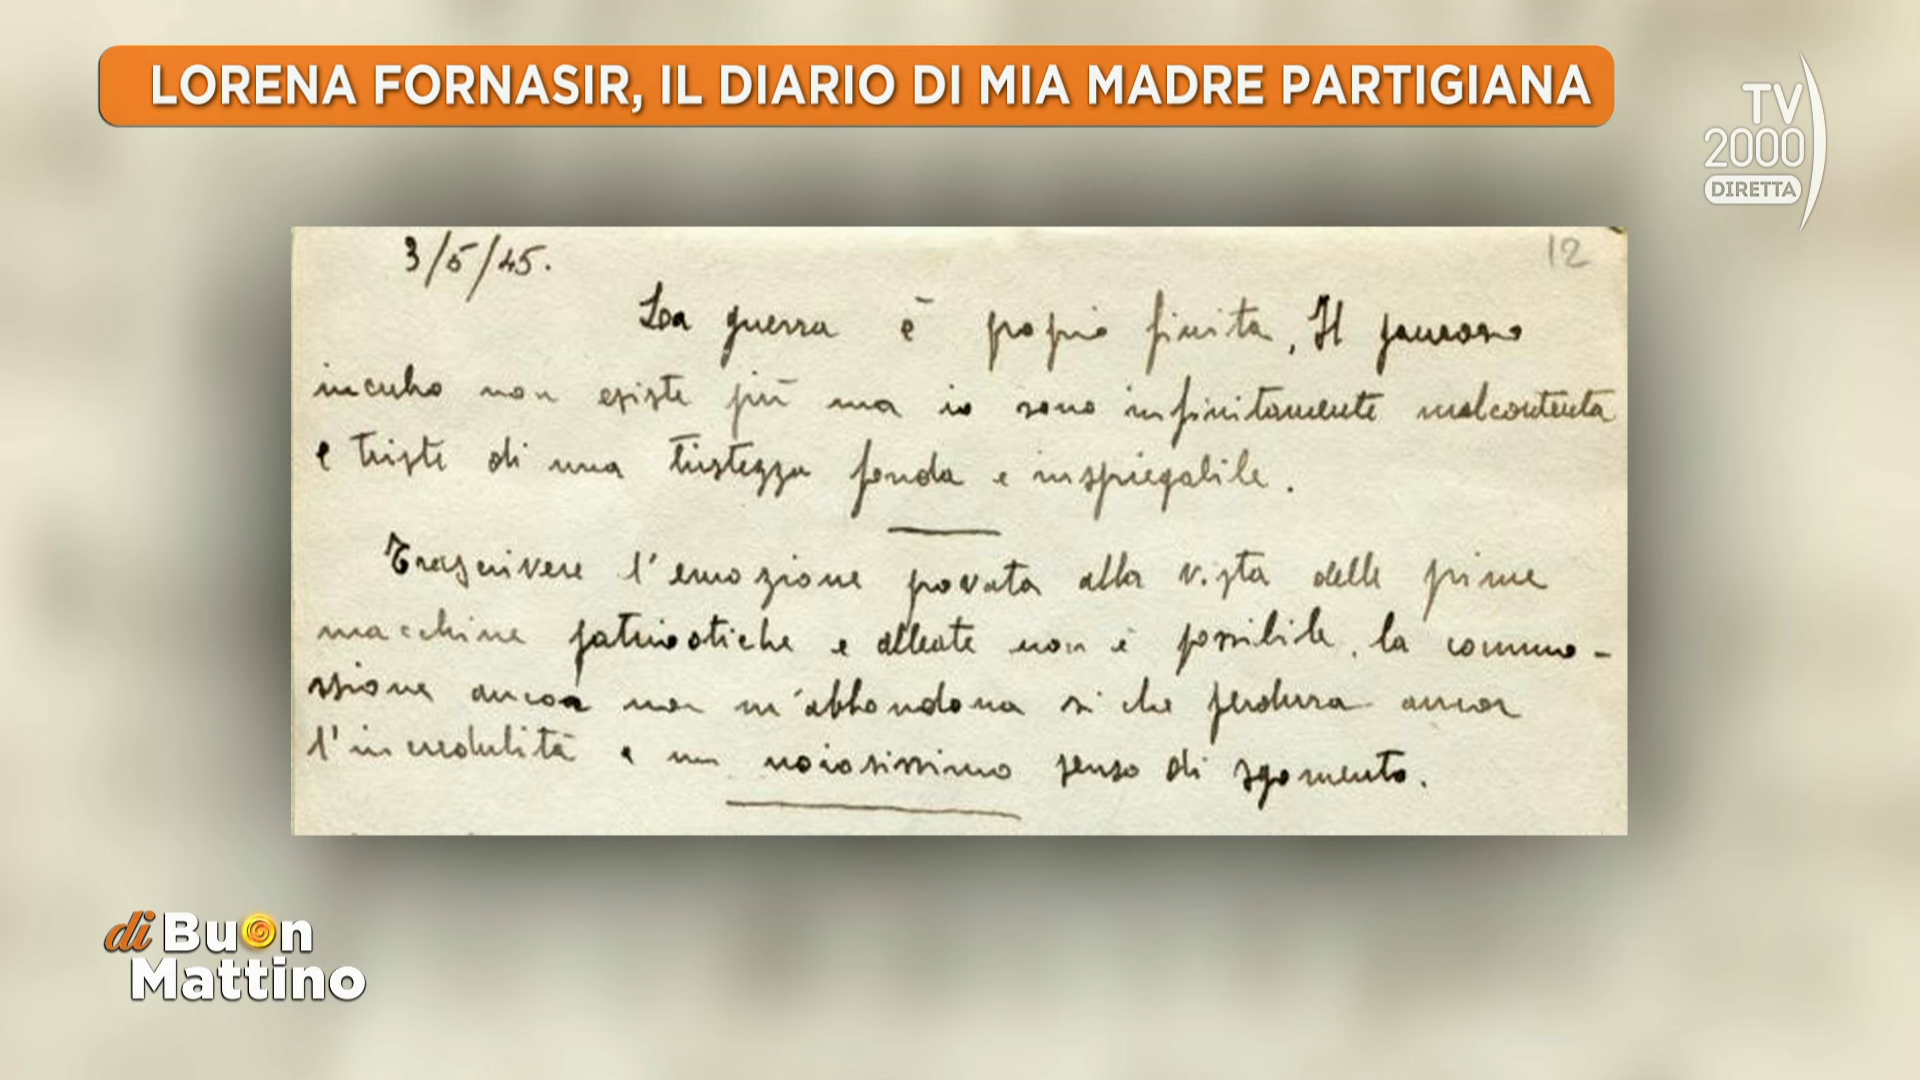 LORENA FORNASIR, IL DIARIO DI MIA MADRE PARTIGIANA
TV
2000
DIRETTA
3/5/45.
12
La guerra è propio finita, Il pauroso
incubo non esiste più ma io sono infinitamente malcontenta
e triste di una tristezza fonda e inspiegabile.
Trascrivere l'emozione provata alla vista delle prime
macchine patriottiche e alleate non è possibile, la commo-
ssione ancora non m'abbandona si che perdura ancor
l'incredulità e un noiosissimo senso di sgomento.
di Buon
Mattino